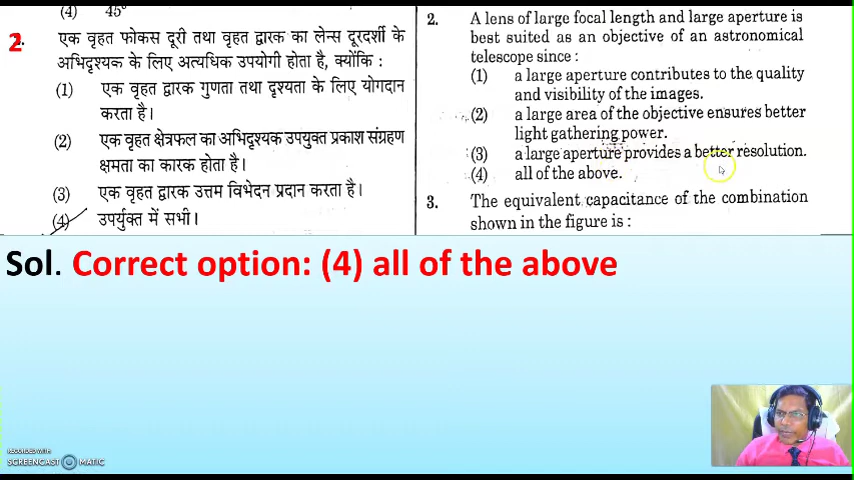 (4) 45°
2.
एक वृहत फोकस दूरी तथा वृहत द्वारक का लेन्स दूरदर्शी के
अभिदृश्यक के लिए अत्यधिक उपयोगी होता है, क्योंकि :
(1) एक वृहत द्वारक गुणता तथा दृश्यता के लिए योगदान
करता है।
(2) एक वृहत क्षेत्रफल का अभिदृश्यक उपयुक्त प्रकाश संग्रहण
क्षमता का कारक होता है।
(3) एक वृहत द्वारक उत्तम विभेदन प्रदान करता है।
(4) उपर्युक्त में सभी।
2. A lens of large focal length and large aperture is
best suited as an objective of an astronomical
telescope since :
(1) a large aperture contributes to the quality
and visibility of the images.
(2) a large area of the objective ensures better
light gathering power.
(3) a large aperture provides a better resolution.
(4) all of the above.
3. The equivalent capacitance of the combination
shown in the figure is :
Sol. Correct option: (4) all of the above
RECORDED WITH
SCREENCAST MATIC